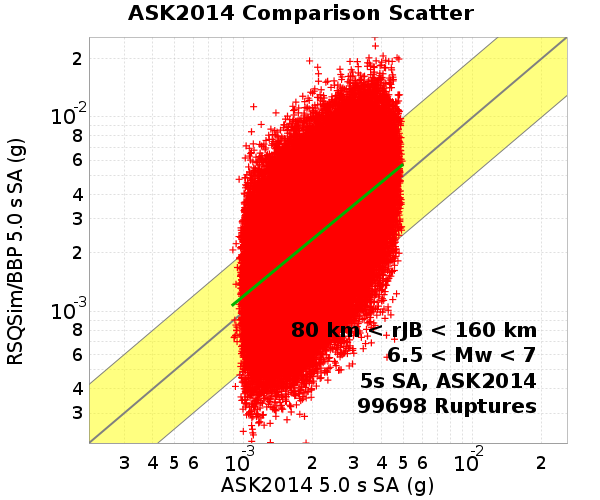 ASK2014 Comparison Scatter
RSQSim/BBP 5.0 s SA (g)
2
10-2
8
6
4
3
2
10-3
8
6
4
3
80 km < rJB < 160 km
6.5 < Mw < 7
5s SA, ASK2014
99698 Ruptures
3 4 5 6 10-3 2 3 4 5 6 10-2 2
ASK2014 5.0 s SA (g)